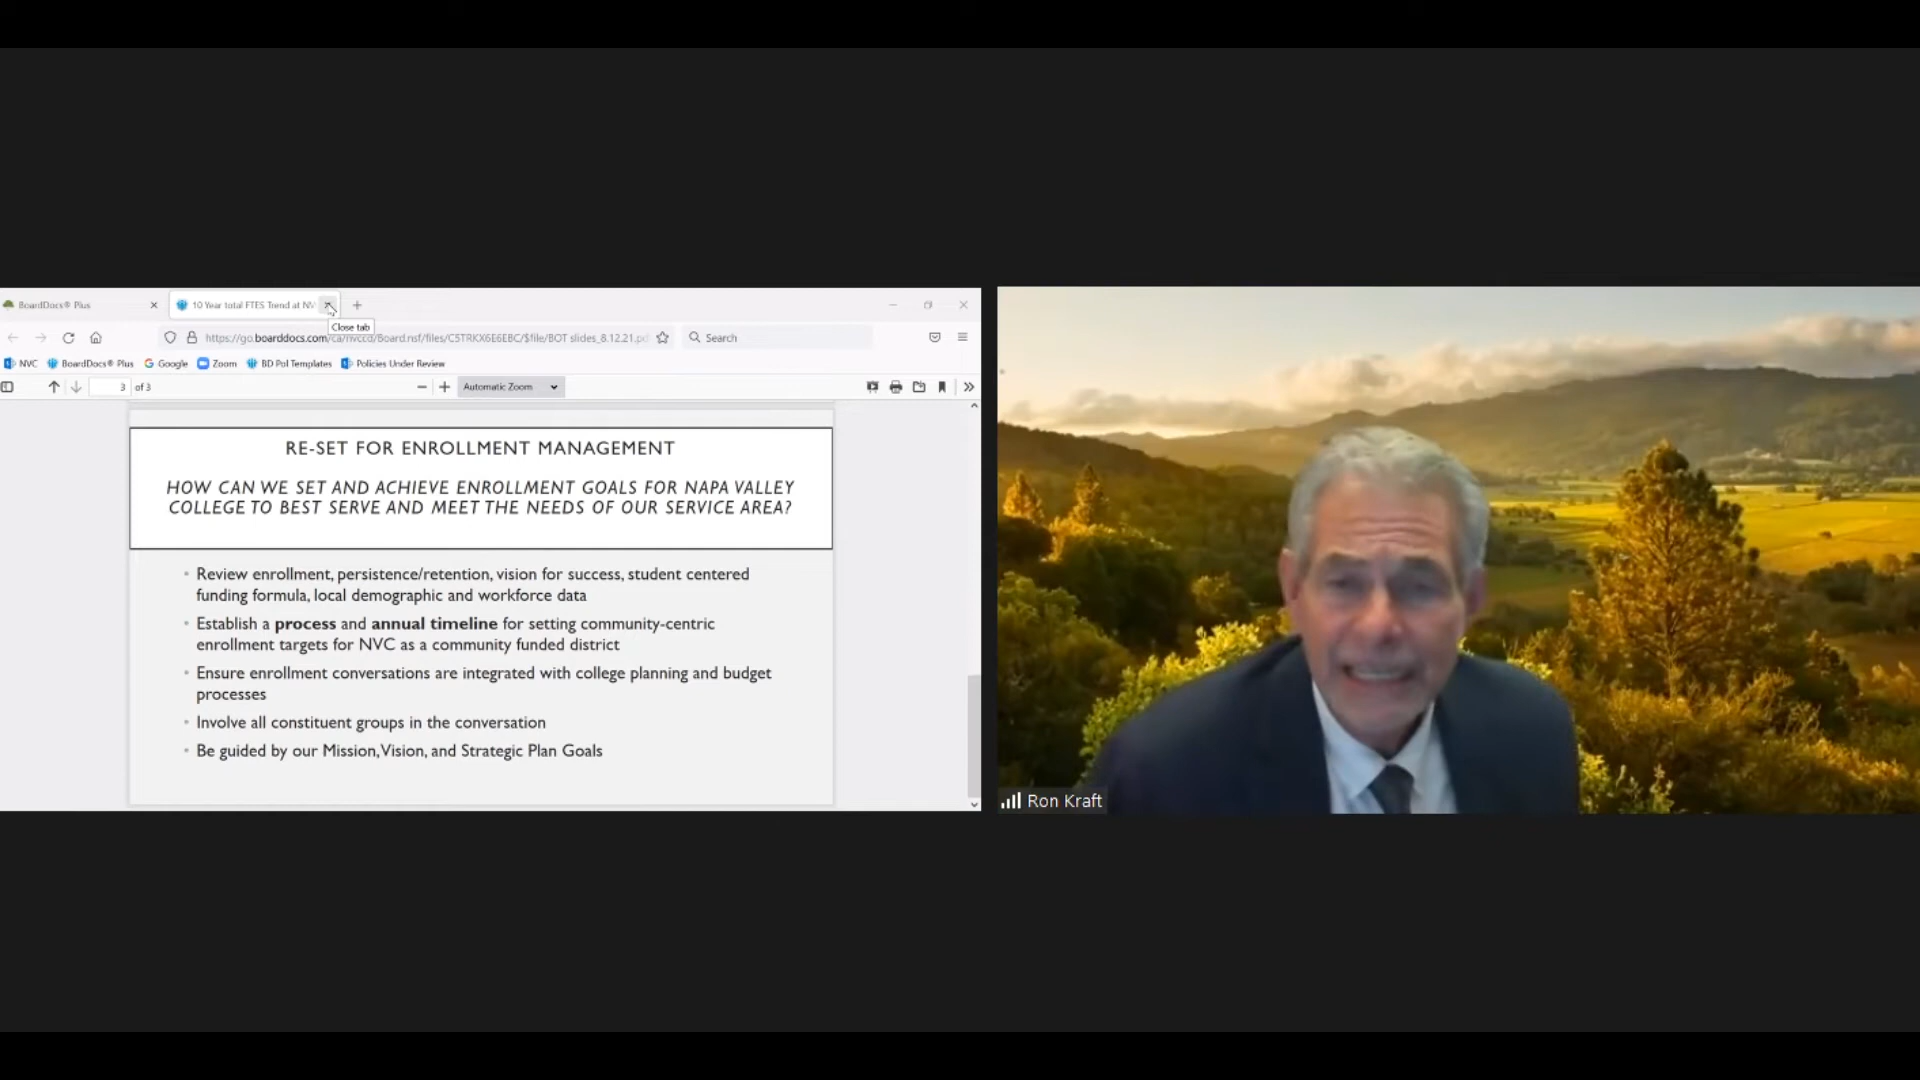 BoardDocs® Plus
10 Year total FTES Trend at NV
Close tab
https://go.boarddocs.com/ca/nvccd/Board.nsf/files/C5TRKX6E6EBC/$file/BOT slides_8.12.21.pd
Search
NVC
BoardDocs® Plus
Google
Zoom
BD Pol Templates
Policies Under Review
3 of 3
Automatic Zoom
RE-SET FOR ENROLLMENT MANAGEMENT
HOW CAN WE SET AND ACHIEVE ENROLLMENT GOALS FOR NAPA VALLEY
COLLEGE TO BEST SERVE AND MEET THE NEEDS OF OUR SERVICE AREA?
• Review enrollment, persistence/retention, vision for success, student centered
funding formula, local demographic and workforce data
• Establish a process and annual timeline for setting community-centric
enrollment targets for NVC as a community funded district
• Ensure enrollment conversations are integrated with college planning and budget
processes
• Involve all constituent groups in the conversation
• Be guided by our Mission, Vision, and Strategic Plan Goals
Ron Kraft